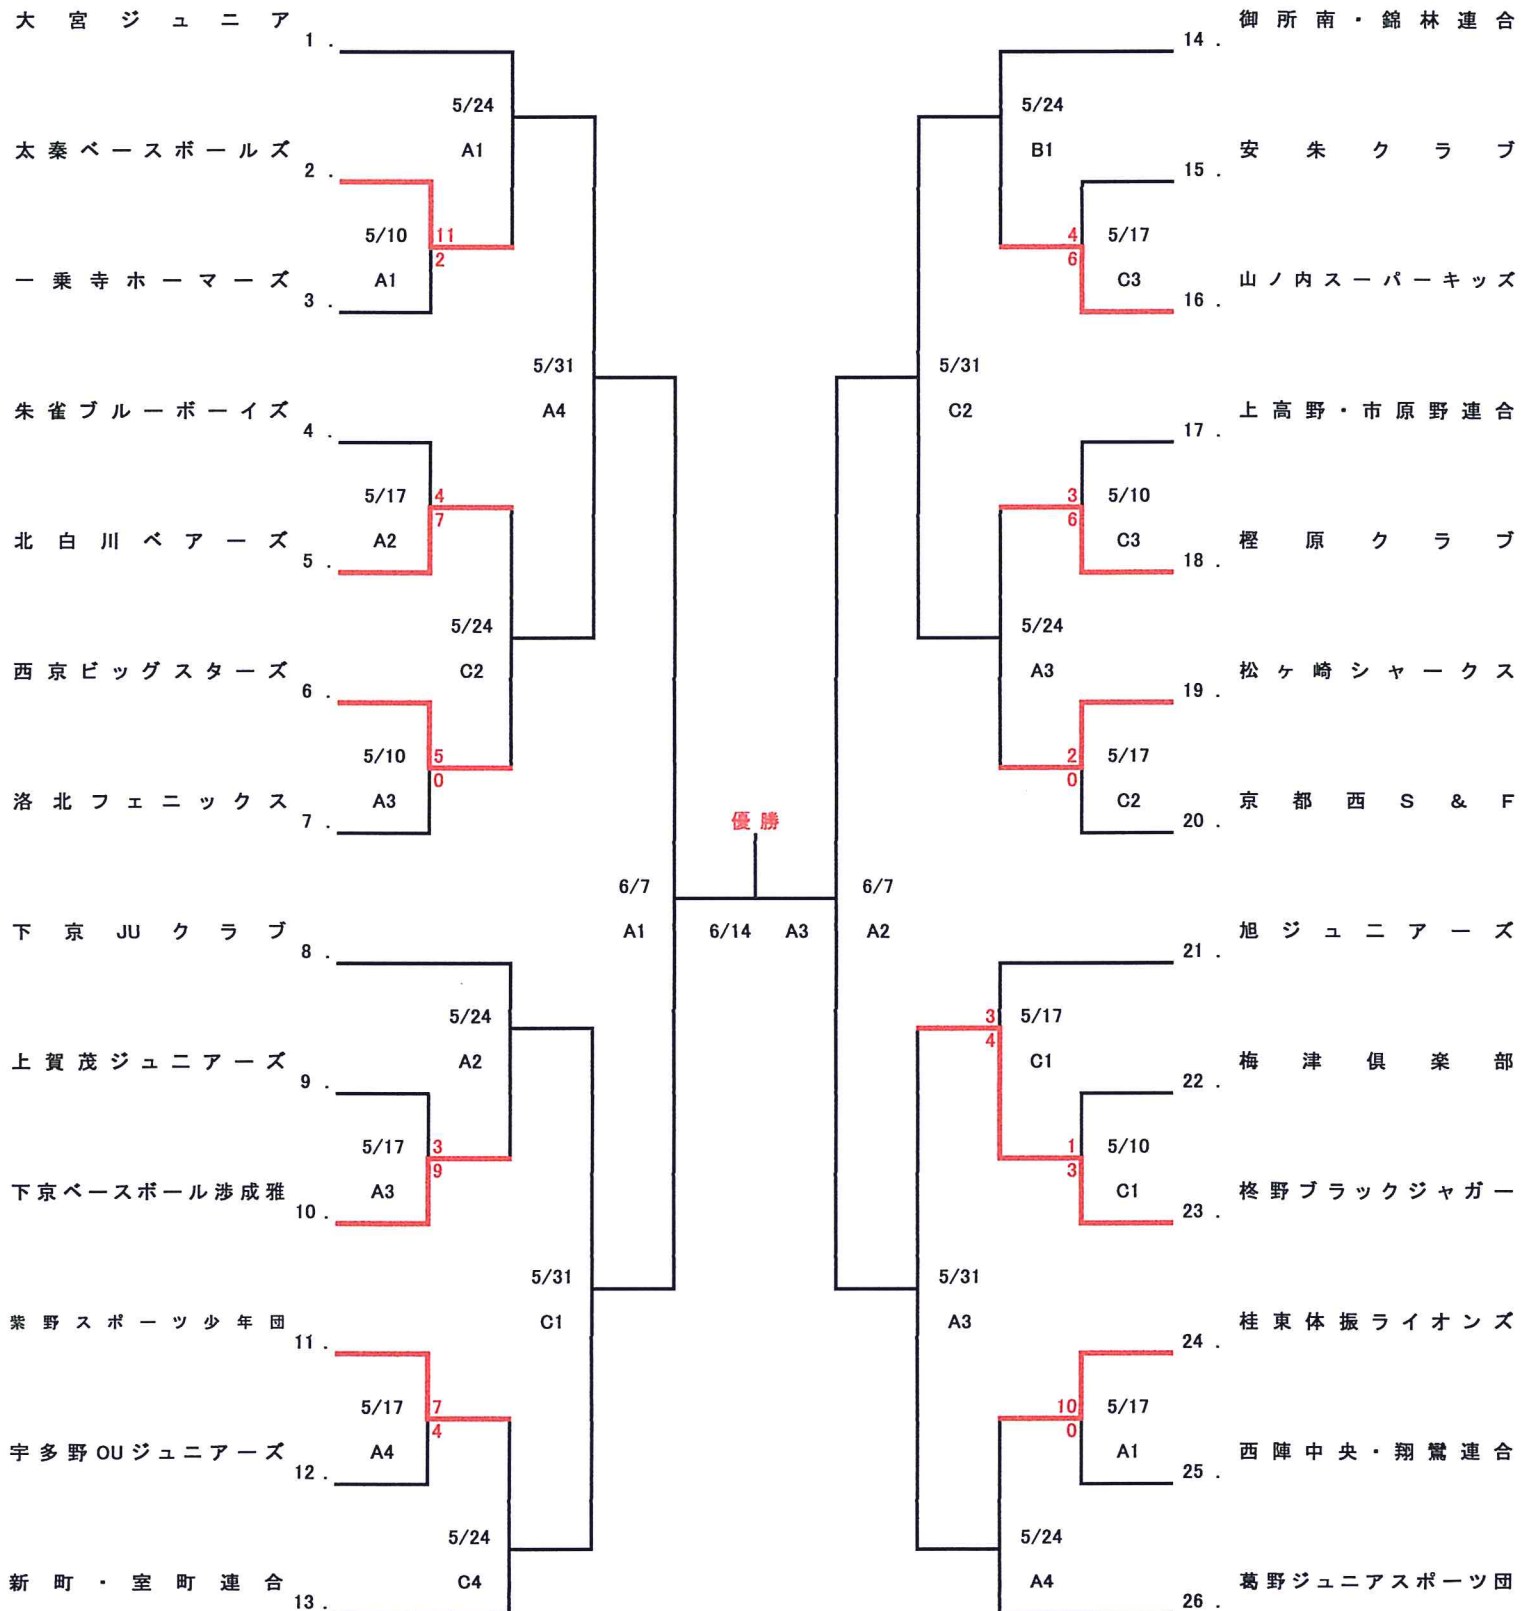 大宮ジュニア
1 .
太秦ベースボールズ
2 .
一乗寺ホーマーズ
3 .
朱雀ブルーボーイズ
4 .
北白川ベアーズ
5 .
西京ビッグスターズ
6 .
洛北フェニックス
7 .
下京JUクラブ
8 .
上賀茂ジュニアーズ
9 .
下京ベースボール渉成雅
10 .
紫野スポーツ少年団
11 .
宇多野OUジュニアーズ
12 .
新町・室町連合
13 .
5/24
A1
5/10
A1
11
2
5/31
A4
5/17
A2
4
7
5/24
C2
5/10
A3
5
0
6/7
A1
5/24
A2
5/17
A3
3
9
5/31
C1
5/17
A4
7
4
5/24
C4
優勝
6/14 A3
14 .
御所南・錦林連合
15 .
安朱クラブ
16 .
山ノ内スーパーキッズ
17 .
上高野・市原野連合
18 .
樫原クラブ
19 .
松ヶ崎シャークス
20 .
京都西S&F
21 .
旭ジュニアーズ
22 .
梅津倶楽部
23 .
柊野ブラックジャガー
24 .
桂東体振ライオンズ
25 .
西陣中央・翔鸞連合
26 .
葛野ジュニアスポーツ団
5/24
B1
4
6
5/17
C3
5/31
C2
3
6
5/10
C3
5/24
A3
2
0
5/17
C2
6/7
A2
3
4
5/17
C1
1
3
5/10
C1
5/31
A3
10
0
5/17
A1
5/24
A4